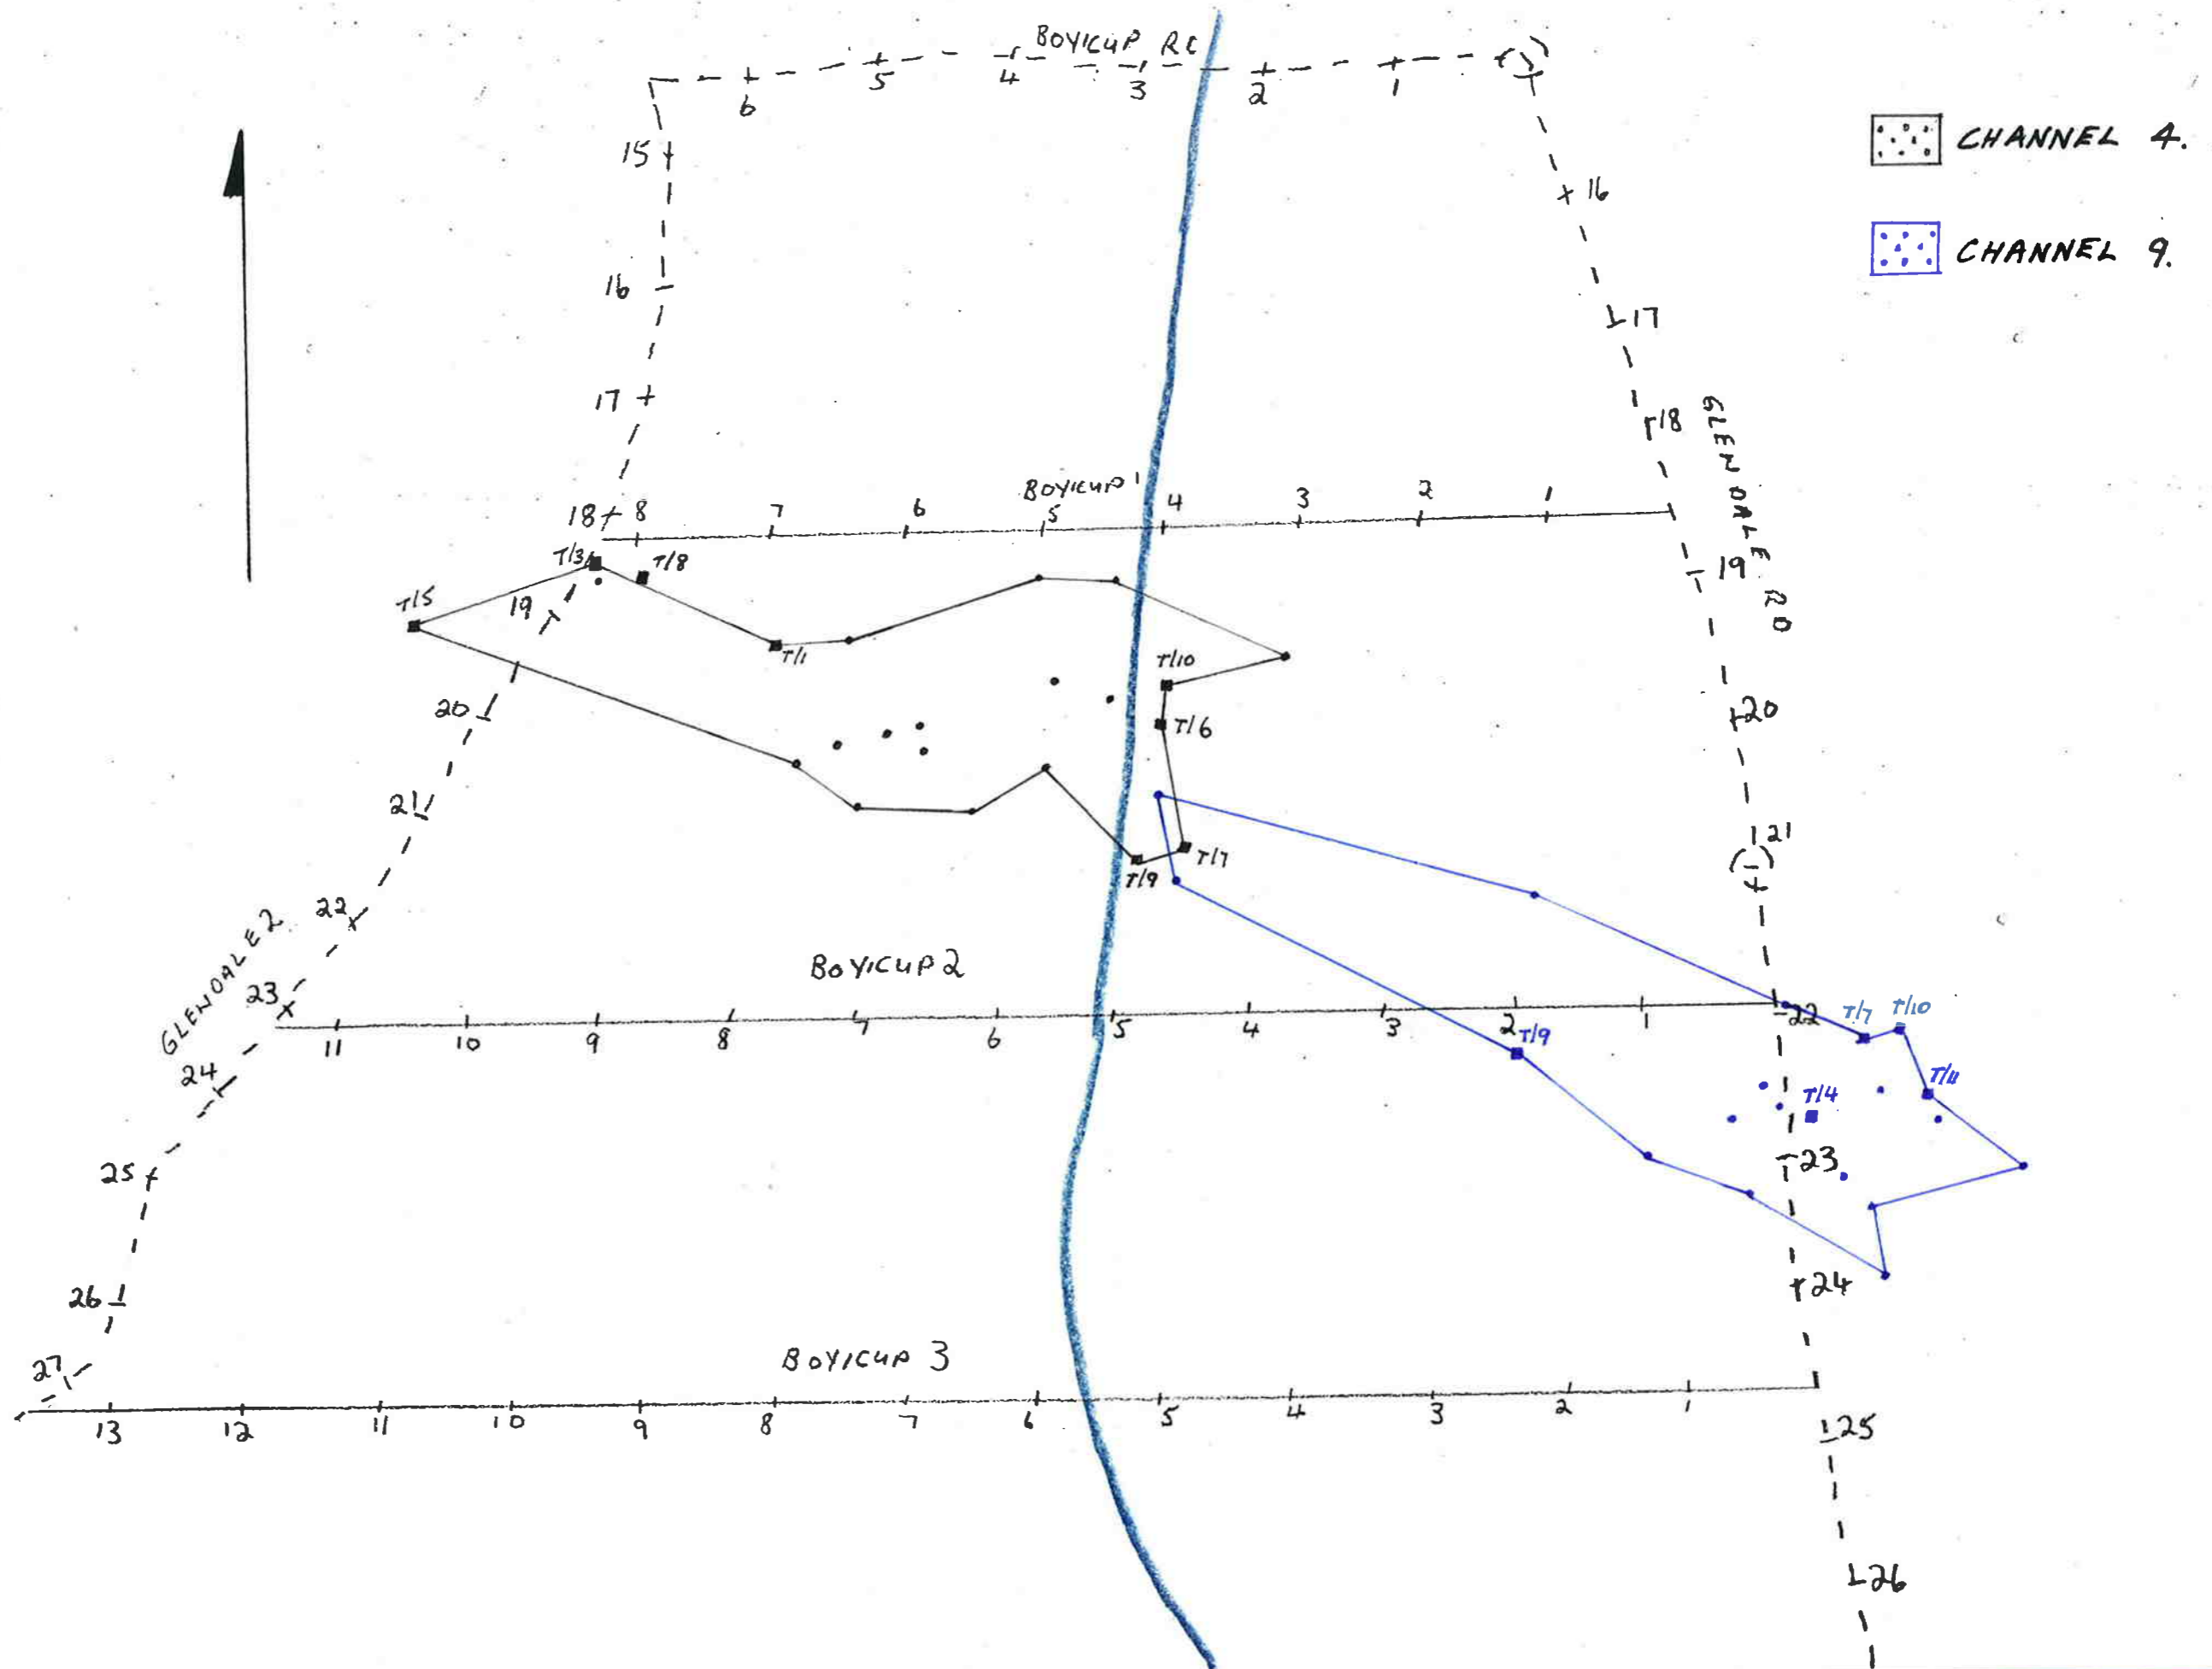 BOYICUP RD
6 5 4 3 2 1
CHANNEL 4.
CHANNEL 9.
15
16
17
18
19
20
21
22
23
24
25
26
27
16
17
18
19
20
21
22
23
24
25
26
GLENDALE RD
GLENDALE 2
BOYICUP 1
8 7 6 5 4 3 2 1
T/3
T/8
T/5
T/1
T/10
T/6
T/7
T/9
BOYICUP 2
11 10 9 8 7 6 5 4 3 2 1
T/9
T/7
T/10
T/11
T/4
BOYICUP 3
13 12 11 10 9 8 7 6 5 4 3 2 1